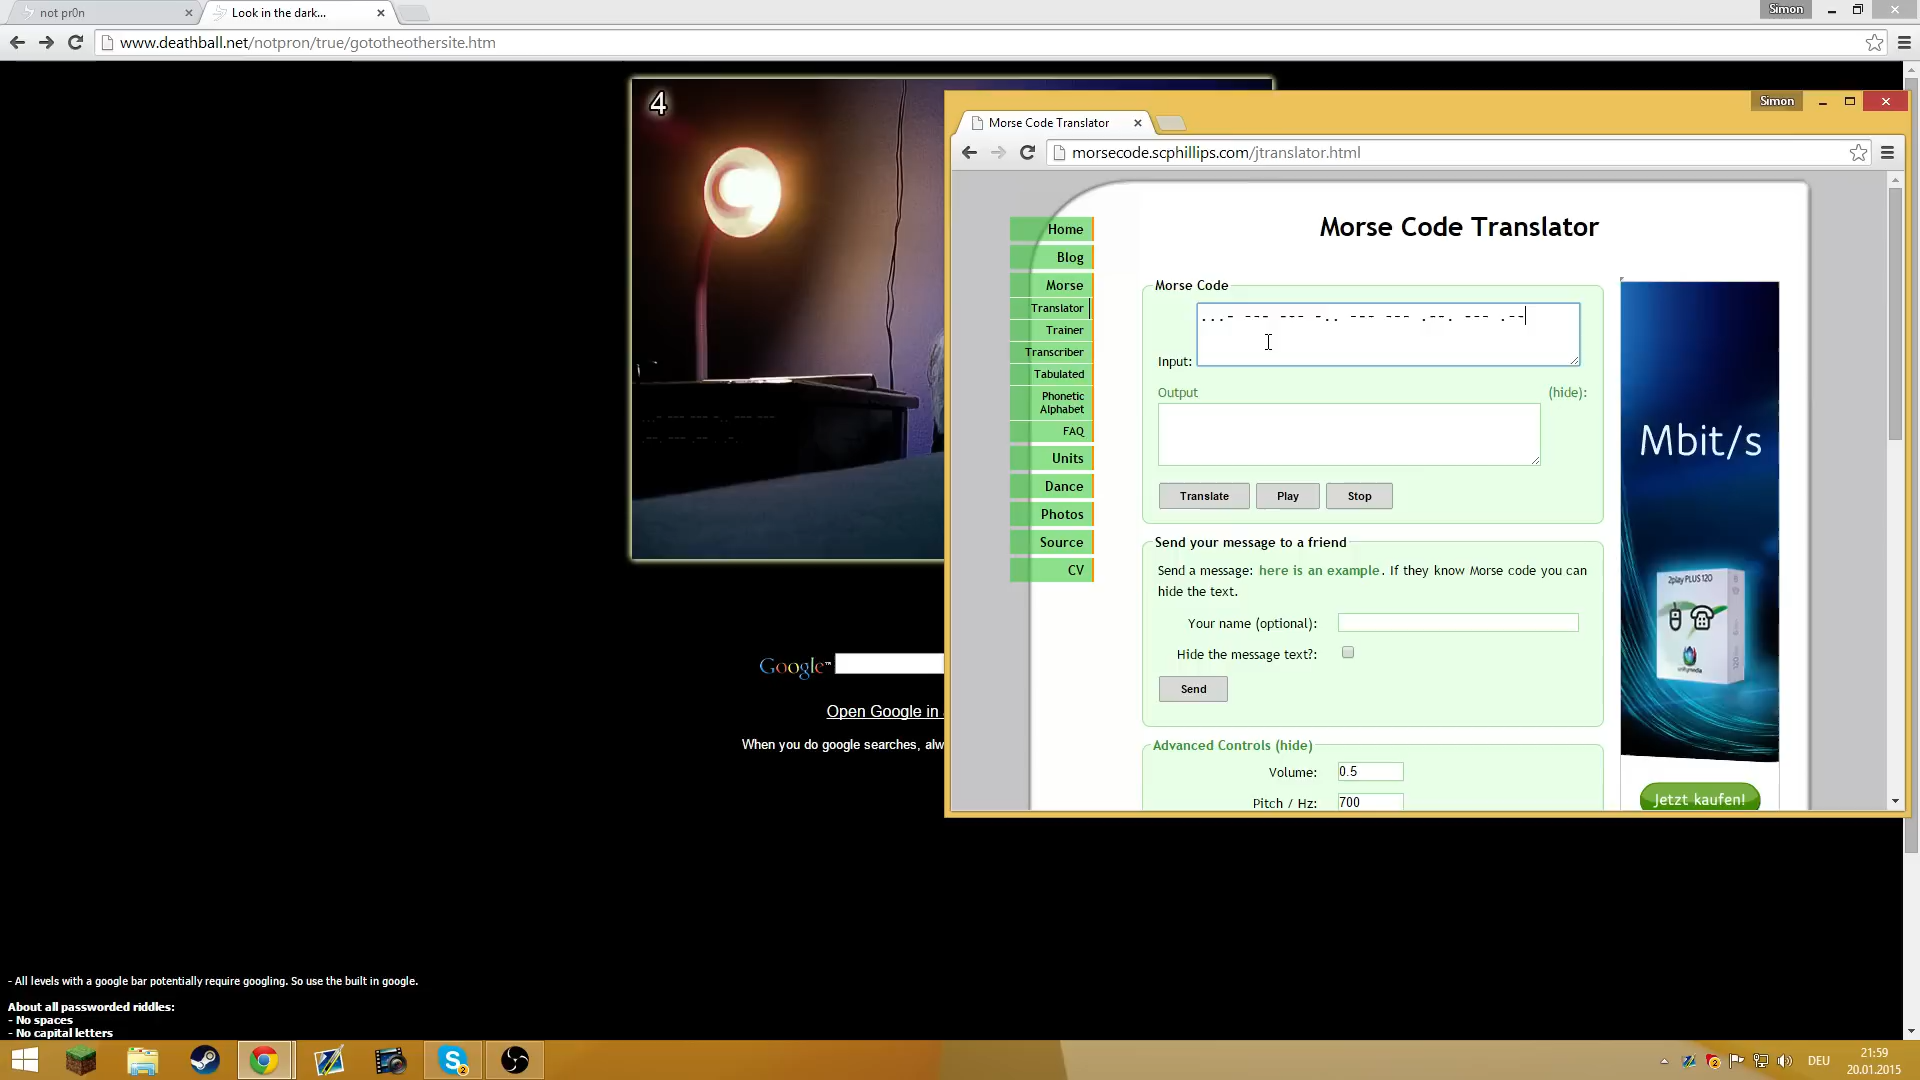 not pr0n
Look in the dark...
Simon
www.deathball.net/notpron/true/gototheothersite.htm
4
Google™
Open Google in
When you do google searches, alw
- All levels with a google bar potentially require googling. So use the built in google.
About all passworded riddles:
- No spaces
- No capital letters
Simon
Morse Code Translator
morsecode.scphillips.com/jtranslator.html
Home
Blog
Morse
Translator
Trainer
Transcriber
Tabulated
Phonetic
Alphabet
FAQ
Units
Dance
Photos
Source
CV
Morse Code Translator
Morse Code
...- --- --- -.. --- --- .--. --- .--
Input:
Output (hide):
Translate Play Stop
Send your message to a friend
Send a message: here is an example. If they know Morse code you can
hide the text.
Your name (optional):
Hide the message text?:
Send
Advanced Controls (hide)
Volume: 0.5
Pitch / Hz: 700
Mbit/s
2play PLUS 120
unitymedia
Jetzt kaufen!
DEU
21:59
20.01.2015